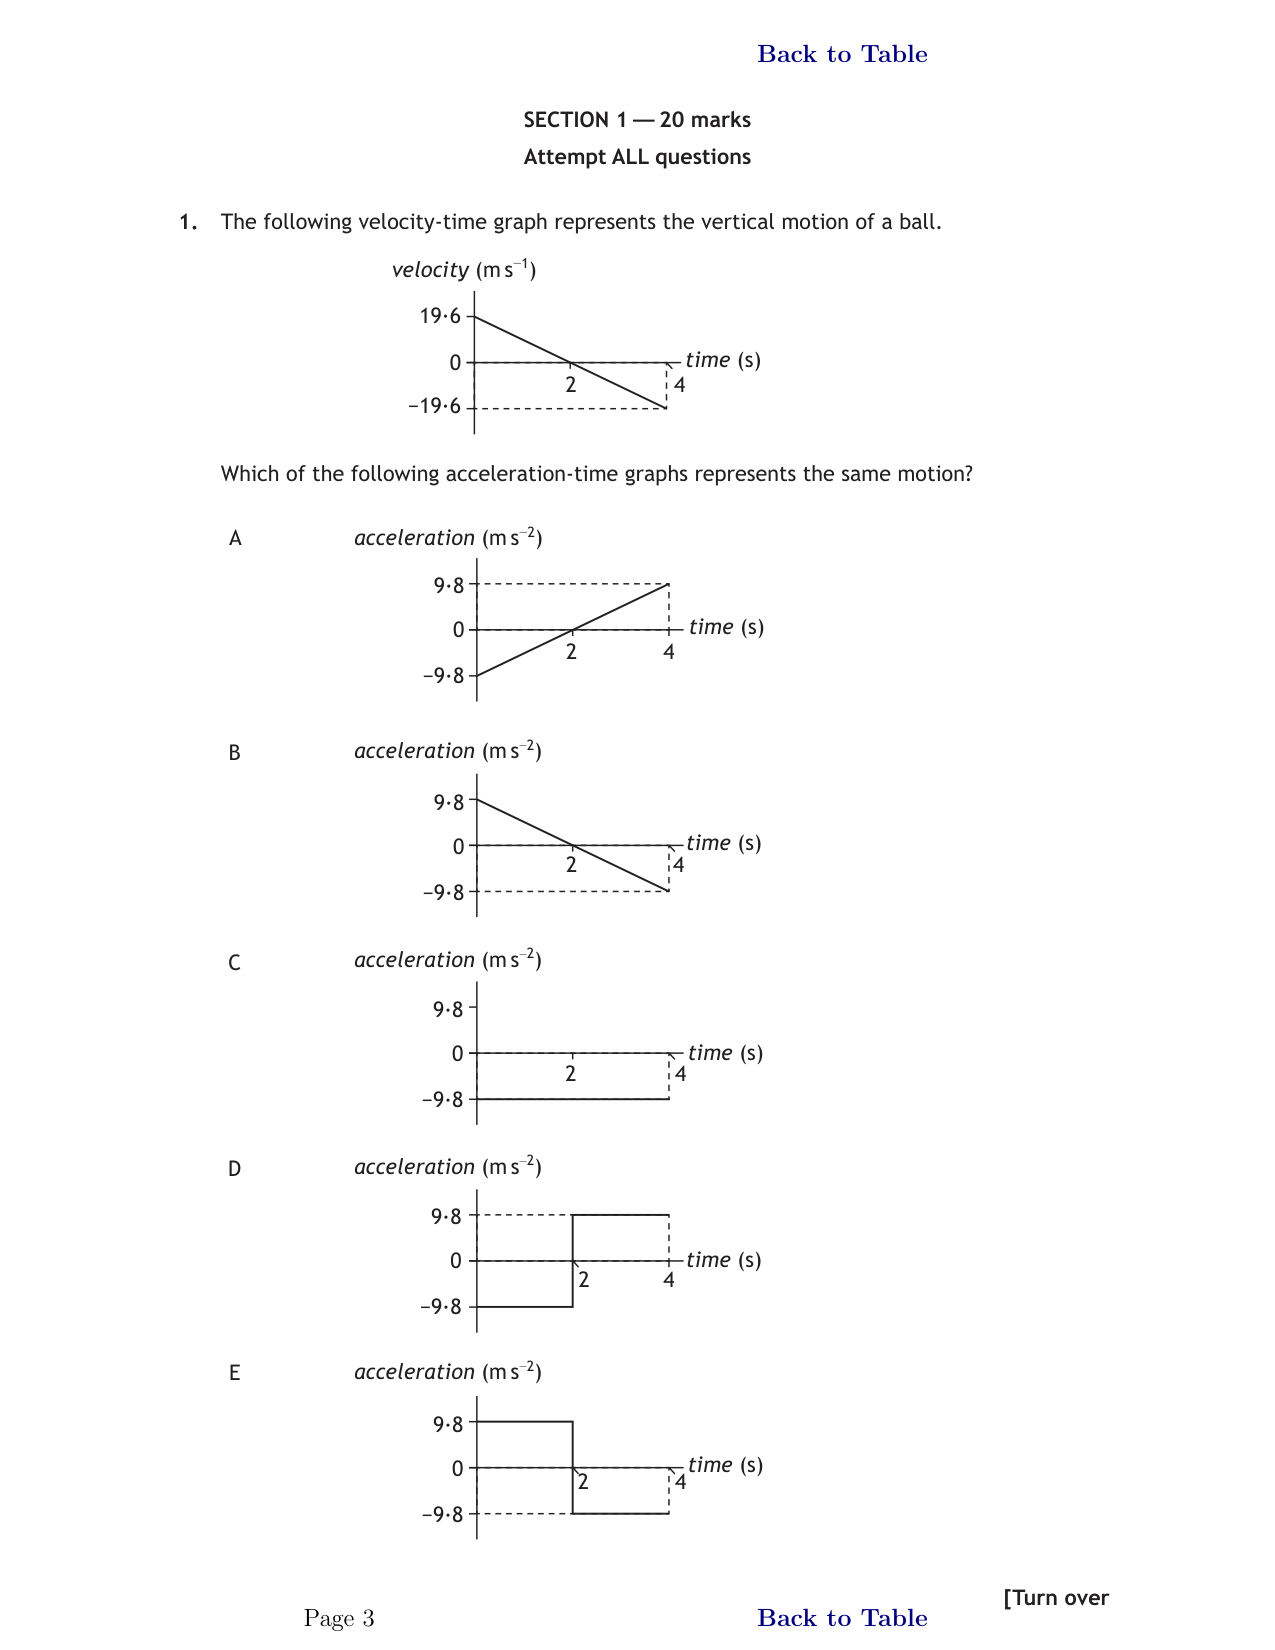 Back to Table
SECTION 1 — 20 marks
Attempt ALL questions
1. The following velocity-time graph represents the vertical motion of a ball.
velocity (m s⁻¹)
19·6
0
time (s)
2
4
−19·6
Which of the following acceleration-time graphs represents the same motion?
A
acceleration (m s⁻²)
9·8
0
time (s)
2
4
−9·8
B
acceleration (m s⁻²)
9·8
0
time (s)
2
4
−9·8
C
acceleration (m s⁻²)
9·8
0
time (s)
2
4
−9·8
D
acceleration (m s⁻²)
9·8
0
time (s)
2
4
−9·8
E
acceleration (m s⁻²)
9·8
0
time (s)
2
4
−9·8
[Turn over
Page 3
Back to Table